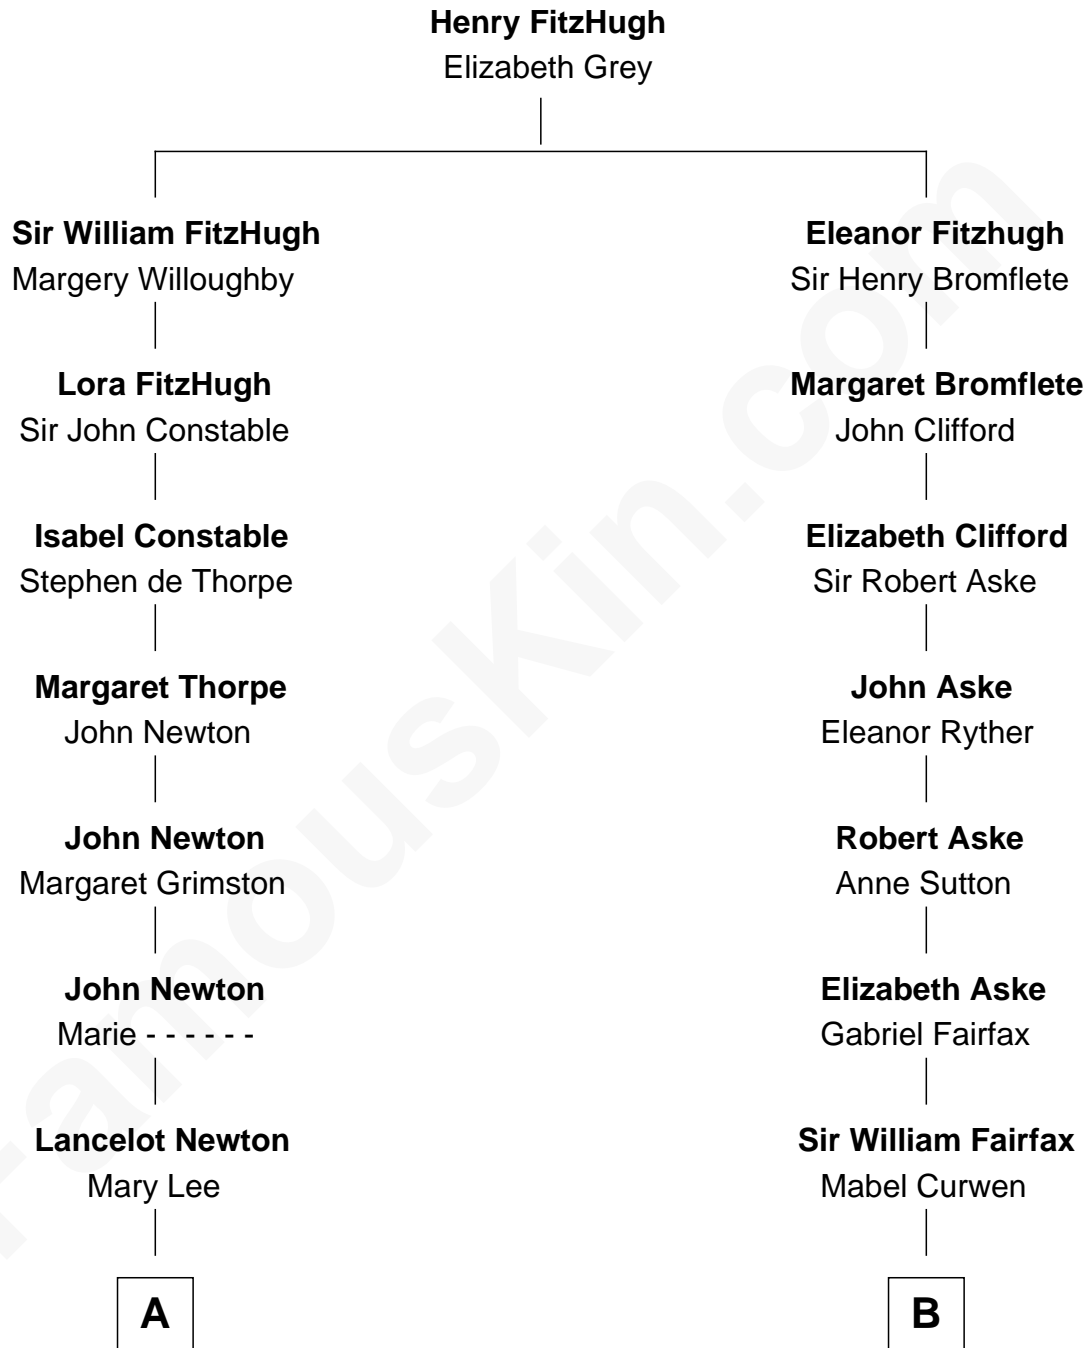 Henry FitzHugh
Elizabeth Grey
Sir William FitzHugh
Margery Willoughby
Lora FitzHugh
Sir John Constable
Isabel Constable
Stephen de Thorpe
Margaret Thorpe
John Newton
John Newton
Margaret Grimston
John Newton
Marie - - - - - -
Lancelot Newton
Mary Lee
A
Eleanor Fitzhugh
Sir Henry Bromflete
Margaret Bromflete
John Clifford
Elizabeth Clifford
Sir Robert Aske
John Aske
Eleanor Ryther
Robert Aske
Anne Sutton
Elizabeth Aske
Gabriel Fairfax
Sir William Fairfax
Mabel Curwen
B
FamousKin.com